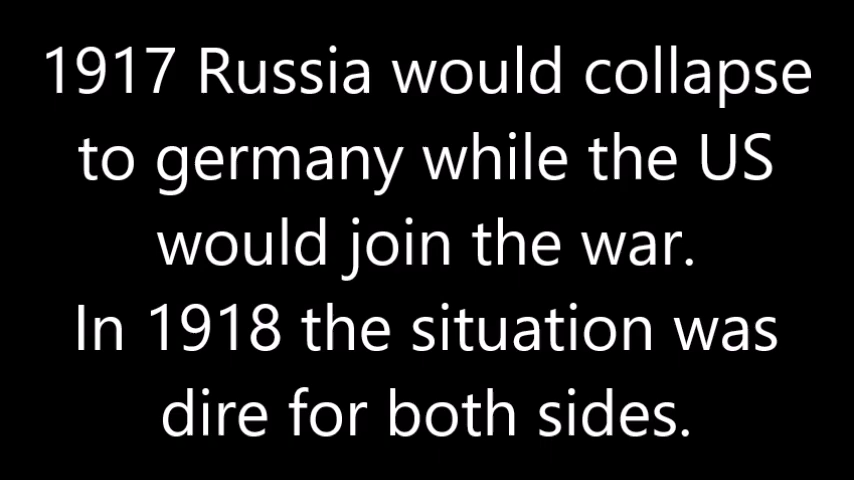 1917 Russia would collapse
to germany while the US
would join the war.
In 1918 the situation was
dire for both sides.